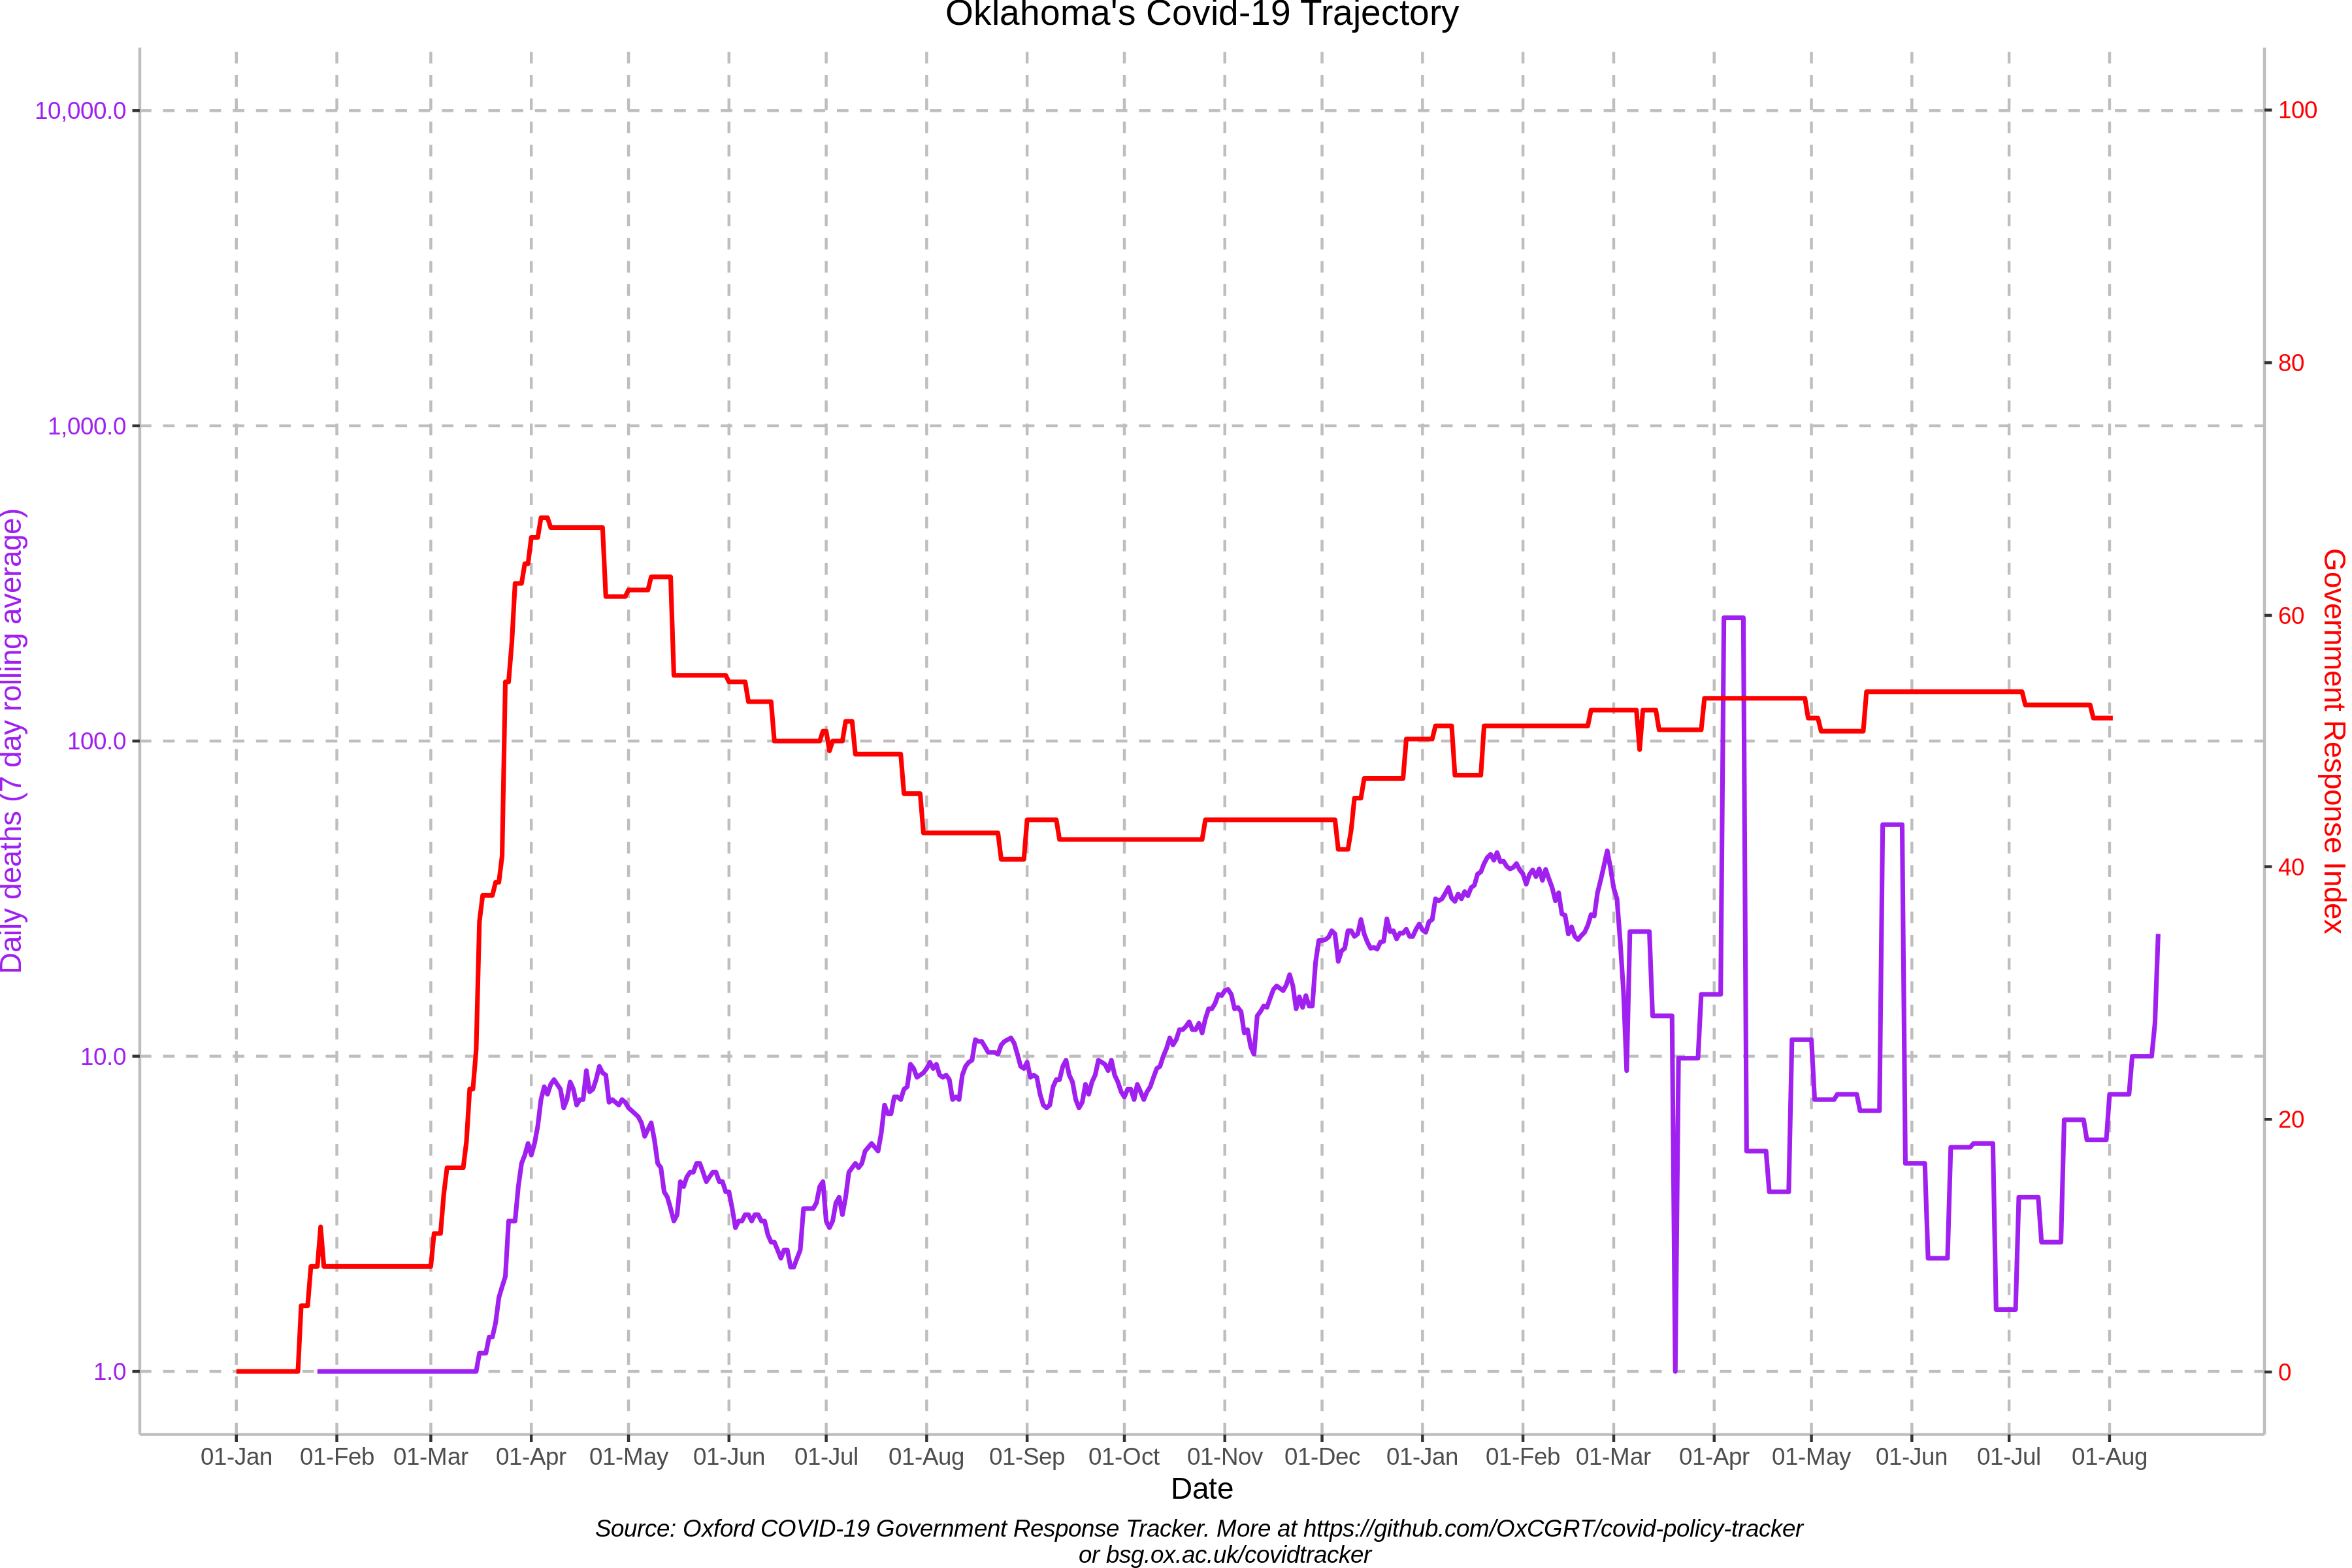 Oklahoma's Covid-19 Trajectory
10,000.0
1,000.0
100.0
10.0
1.0
Daily deaths (7 day rolling average)
100
80
60
40
20
0
Government Response Index
01-Jan 01-Feb 01-Mar 01-Apr 01-May 01-Jun 01-Jul 01-Aug 01-Sep 01-Oct 01-Nov 01-Dec 01-Jan 01-Feb 01-Mar 01-Apr 01-May 01-Jun 01-Jul 01-Aug
Date
Source: Oxford COVID-19 Government Response Tracker. More at https://github.com/OxCGRT/covid-policy-tracker
or bsg.ox.ac.uk/covidtracker